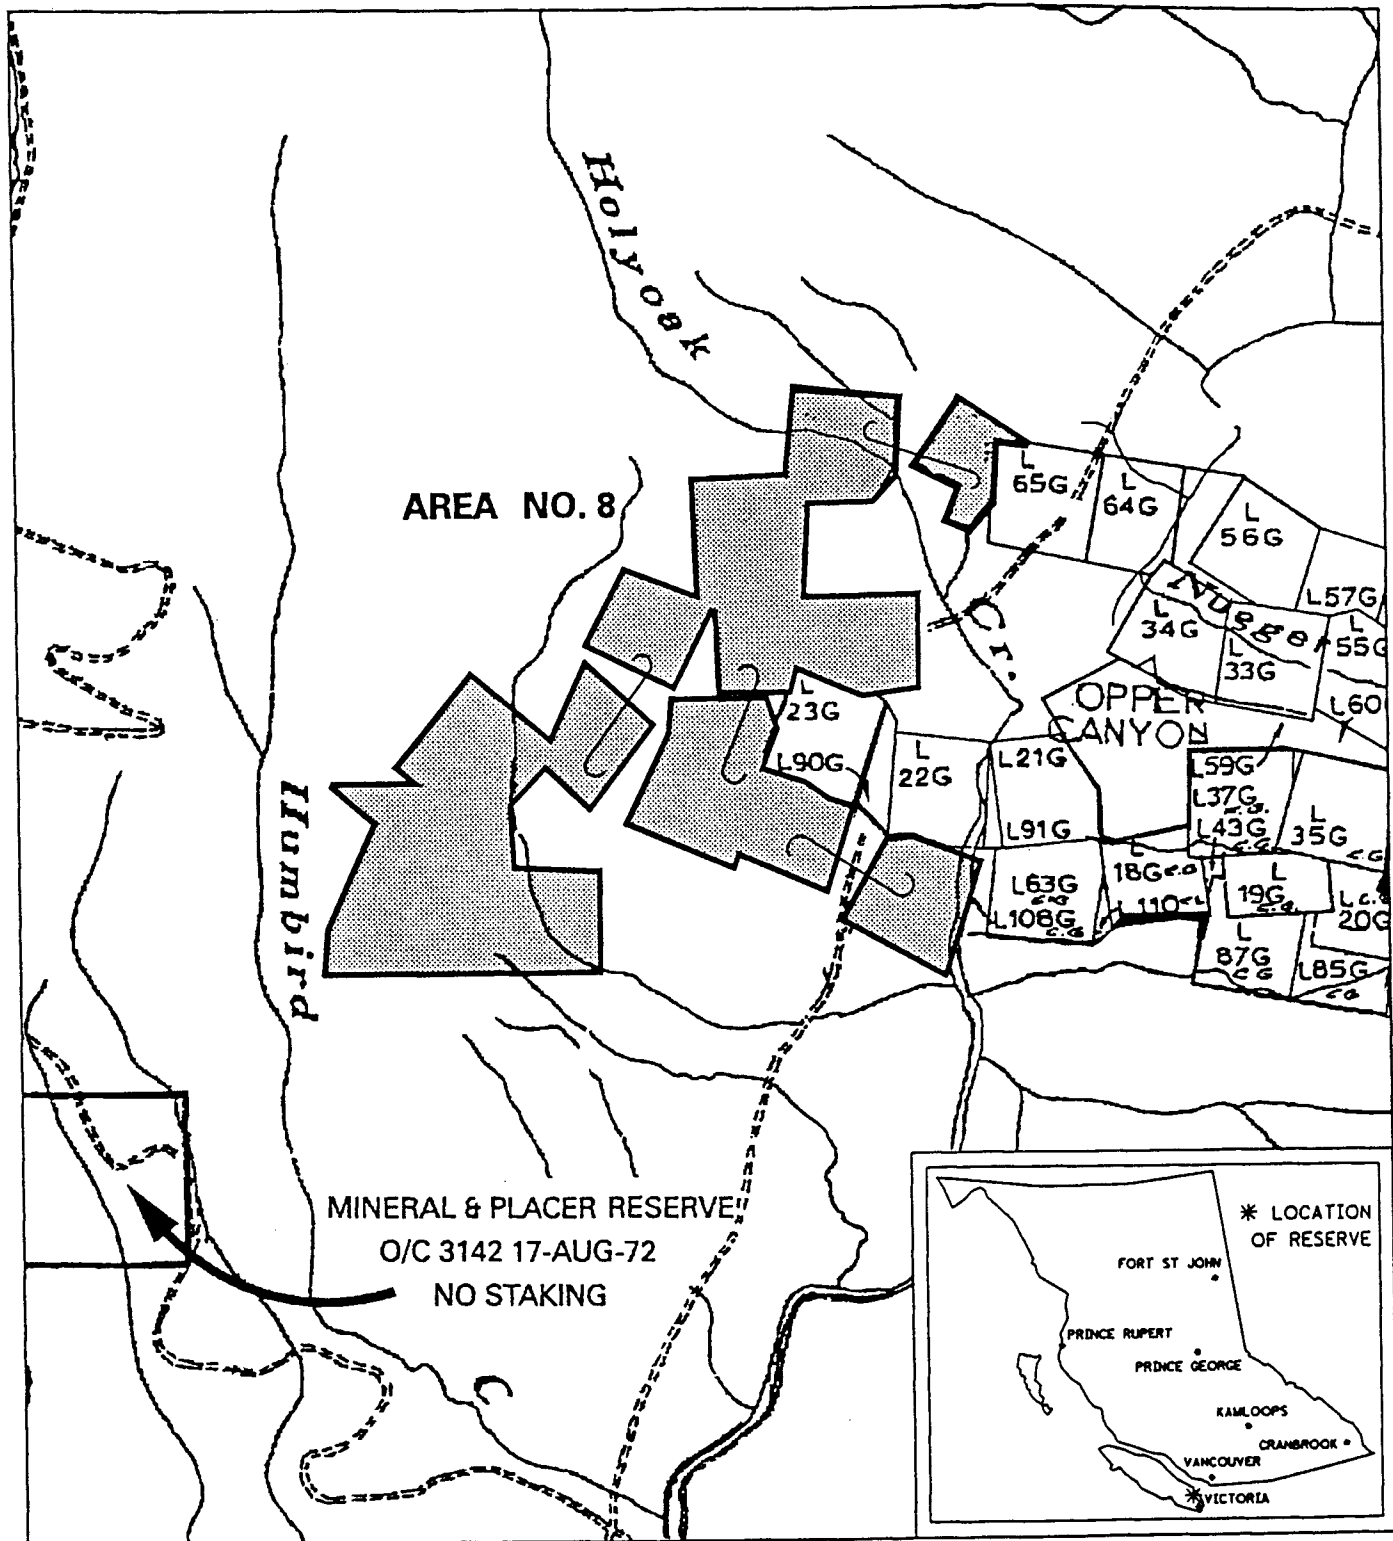 Holyoak
Cr.
AREA NO. 8
L
65G
L
64G
L
56G
L57G
Nugget
L
34G
L
33G
L
55G
L60
OPPER
CANYON
L
23G
L90G
L
22G
L21G
L91G
L59G
L37G
C.G.
L43G
C.G.
L
35G
C.G
L63G
C.G
L108G
C.G
L
18G C.G
L110
L
19G
C.G.
L C.G
20G
L
87G
C G
L85G
C G
Humbird
C
MINERAL & PLACER RESERVE
O/C 3142 17-AUG-72
NO STAKING
* LOCATION
OF RESERVE
FORT ST JOHN
PRINCE RUPERT
PRINCE GEORGE
KAMLOOPS
CRANBROOK
VANCOUVER
VICTORIA